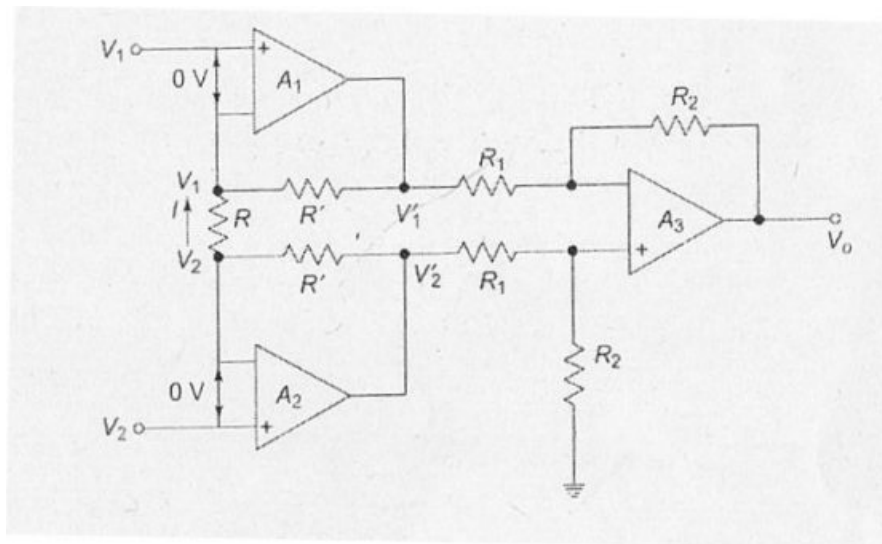 V₁
+
0 V
A₁
R₂
V₁
R'
V'₁
R₁
I
R
A₃
V₂
R'
V'₂
R₁
+
Vₒ
R₂
0 V
A₂
V₂
+